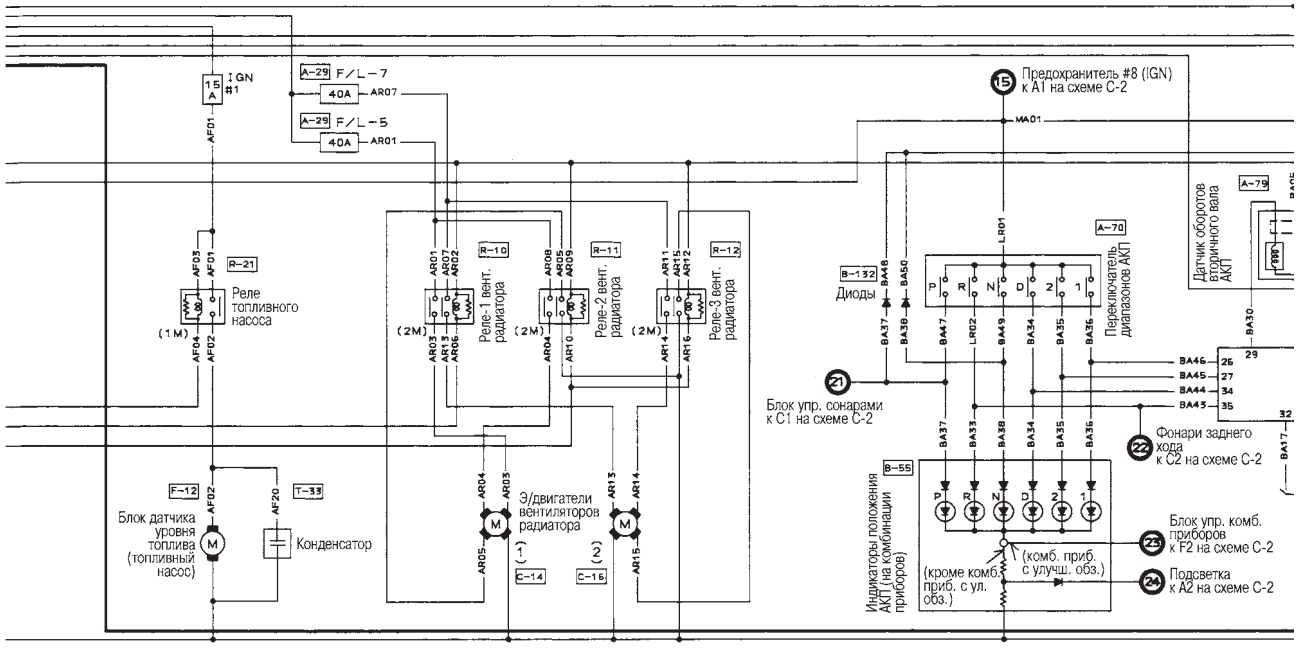 15 A
IGN #1
AF01
A-29 F/L-7
40A AR07
A-29 F/L-5
40A AR01
15
Предохранитель #8 (IGN)
к A1 на схеме C-2
MA01
A-79
BA05
Датчик оборотов
вторичного вала
АКП
BA30
AF03
AF01
R-21
Реле
топливного
насоса
(1M)
AF04
AF02
AR01
AR07
AR02
R-10
Реле-1 вент.
радиатора
(2M)
AR03
AR13
AR06
AR08
AR05
AR09
R-11
Реле-2 вент.
радиатора
(2M)
AR04
AR10
AR11
AR15
AR12
R-12
Реле-3 вент.
радиатора
(2M)
AR14
AR16
B-132
Диоды
BA48
BA50
BA37
BA38
LR01
A-70
Переключатель
диапазонов АКП
P R N D 2 1
BA47
LR02
BA49
BA34
BA35
BA36
29
BA46 26
BA45 27
BA44 34
BA43 35
32
BA17
21
Блок упр. сонарами
к C1 на схеме C-2
22
Фонари заднего
хода
к C2 на схеме C-2
BA37
BA33
BA38
BA34
BA35
BA36
B-55
P R N D 2 1
Индикаторы положения
АКП (на комбинации
приборов)
(кроме комб.
приб. с ул.
обз.)
(комб. приб.
с улучш. обз.)
23
Блок упр. комб.
приборов
к F2 на схеме C-2
24
Подсветка
к A2 на схеме C-2
F-12
AF02
Блок датчика
уровня
топлива
(топливный
насос)
M
AF20
T-33
Конденсатор
AR04
AR03
M
AR05
(1)
C-14
Э/двигатели
вентиляторов
радиатора
AR13
AR14
M
AR15
(2)
C-16